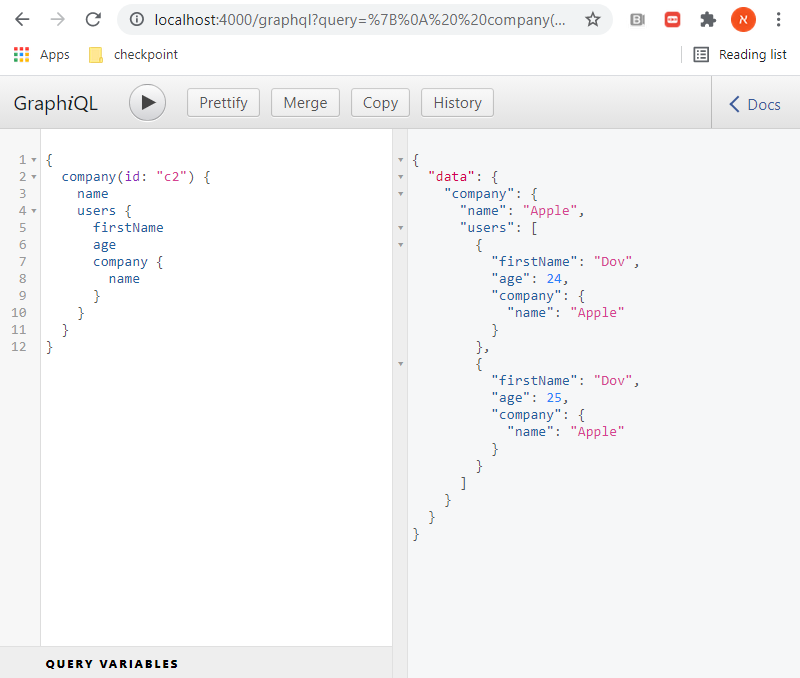 localhost:4000/graphql?query=%7B%0A%20%20company(...
א
Apps checkpoint Reading list
GraphiQL Prettify Merge Copy History Docs
1 {
2 company(id: "c2") {
3 name
4 users {
5 firstName
6 age
7 company {
8 name
9 }
10 }
11 }
12 }
QUERY VARIABLES
{
"data": {
"company": {
"name": "Apple",
"users": [
{
"firstName": "Dov",
"age": 24,
"company": {
"name": "Apple"
}
},
{
"firstName": "Dov",
"age": 25,
"company": {
"name": "Apple"
}
}
]
}
}
}